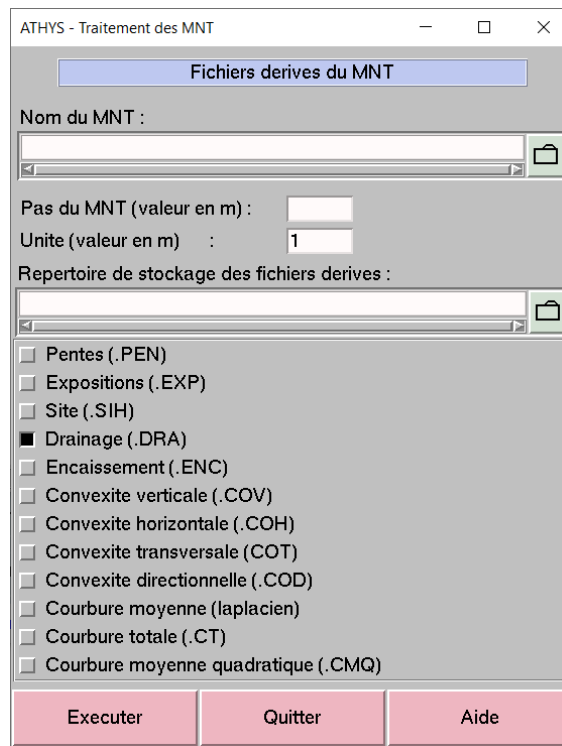 ATHYS - Traitement des MNT
Fichiers derives du MNT
Nom du MNT :
Pas du MNT (valeur en m) :
Unite (valeur en m) : 1
Repertoire de stockage des fichiers derives :
Pentes (.PEN)
Expositions (.EXP)
Site (.SIH)
Drainage (.DRA)
Encaissement (.ENC)
Convexite verticale (.COV)
Convexite horizontale (.COH)
Convexite transversale (COT)
Convexite directionnelle (.COD)
Courbure moyenne (laplacien)
Courbure totale (.CT)
Courbure moyenne quadratique (.CMQ)
Executer Quitter Aide